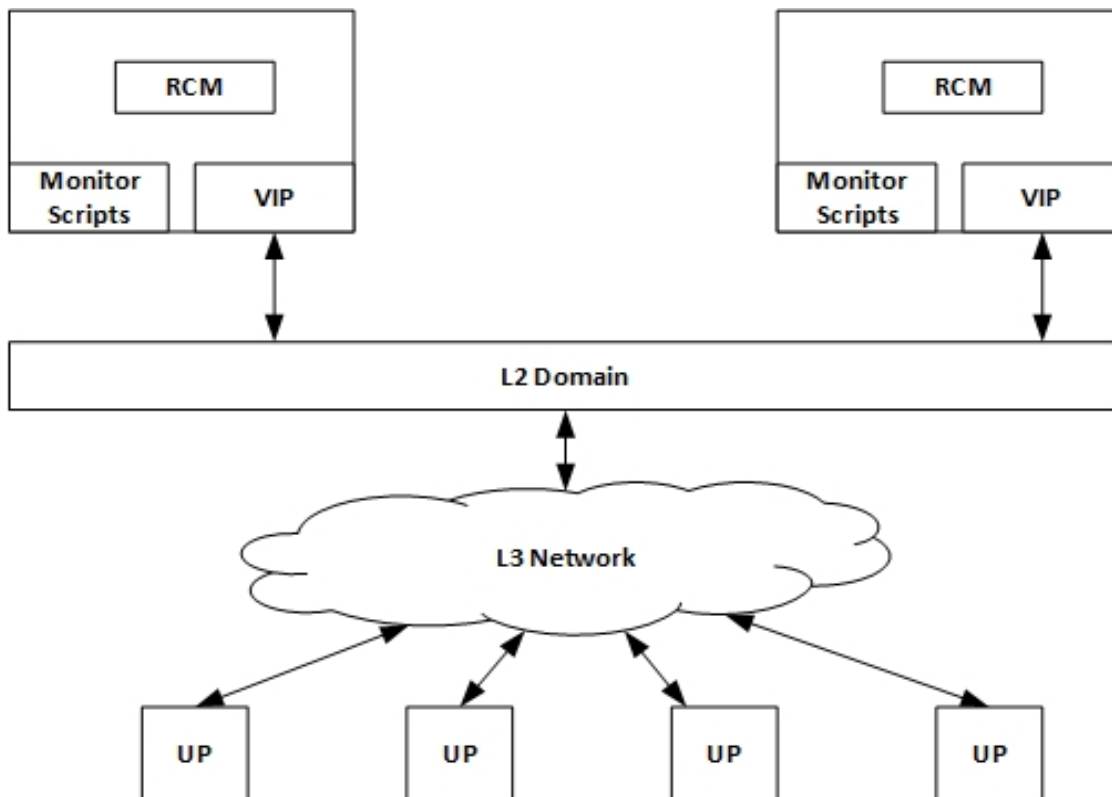 RCM
RCM
Monitor
Scripts
VIP
Monitor
Scripts
VIP
L2 Domain
L3 Network
UP
UP
UP
UP